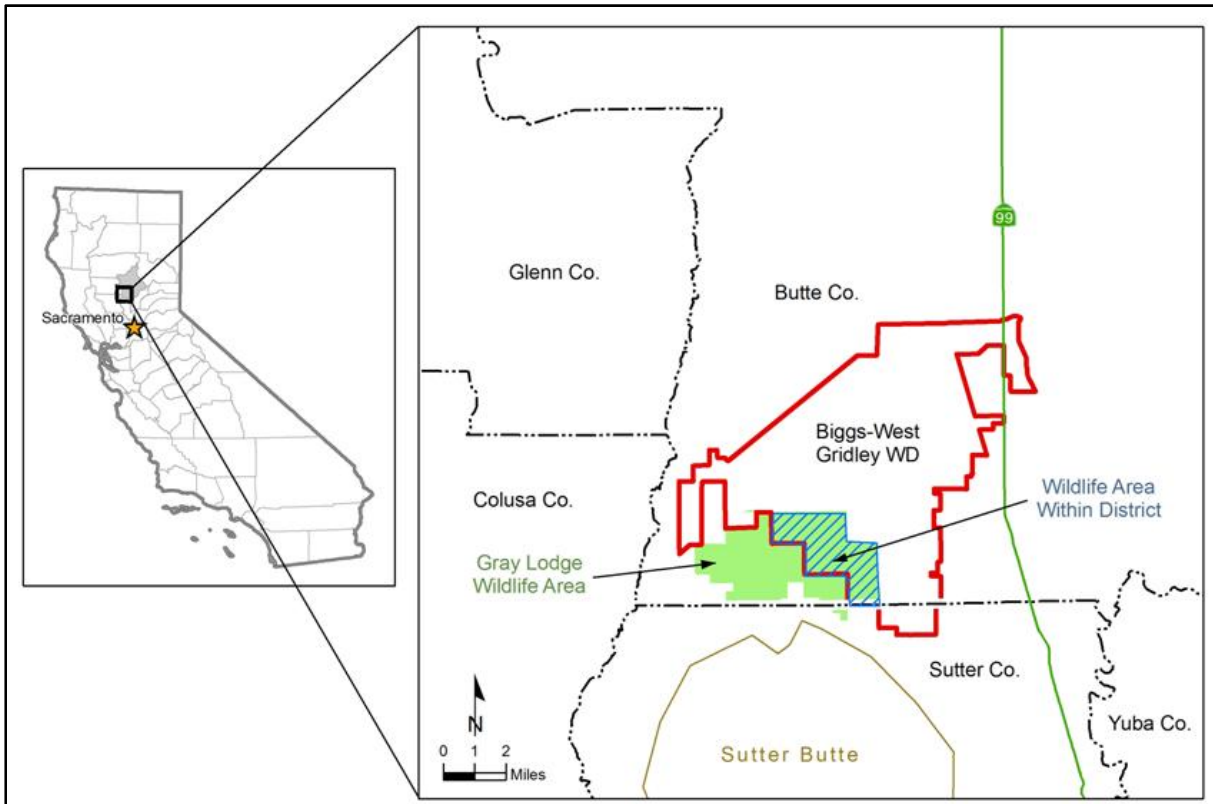 Sacramento
99
Glenn Co.
Butte Co.
Biggs-West
Gridley WD
Colusa Co.
Wildlife Area
Within District
Gray Lodge
Wildlife Area
Sutter Co.
Yuba Co.
N
0 1 2
Miles
Sutter Butte